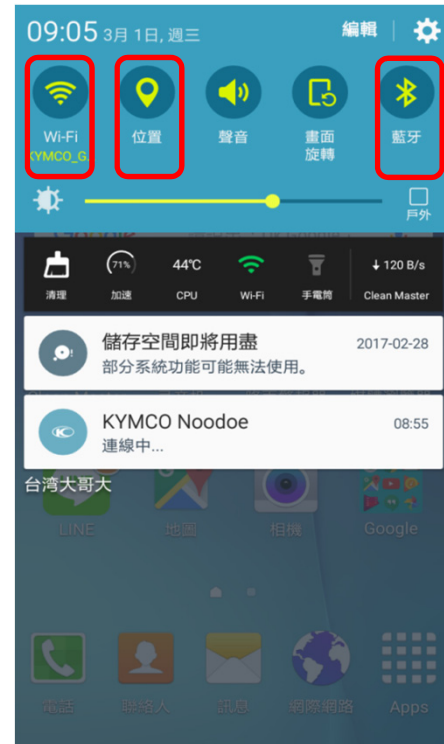 09:05 3月 1日, 週三 編輯
Wi-Fi 位置 聲音 畫面旋轉 藍牙
KYMCO_G.
戶外
71% 44℃ ↓ 120 B/s
清理 加速 CPU Wi-Fi 手電筒 Clean Master
儲存空間即將用盡 2017-02-28
部分系統功能可能無法使用。
KYMCO Noodoe 08:55
連線中...
台湾大哥大
LINE 地圖 相機 Google
電話 聯絡人 訊息 網際網路 Apps